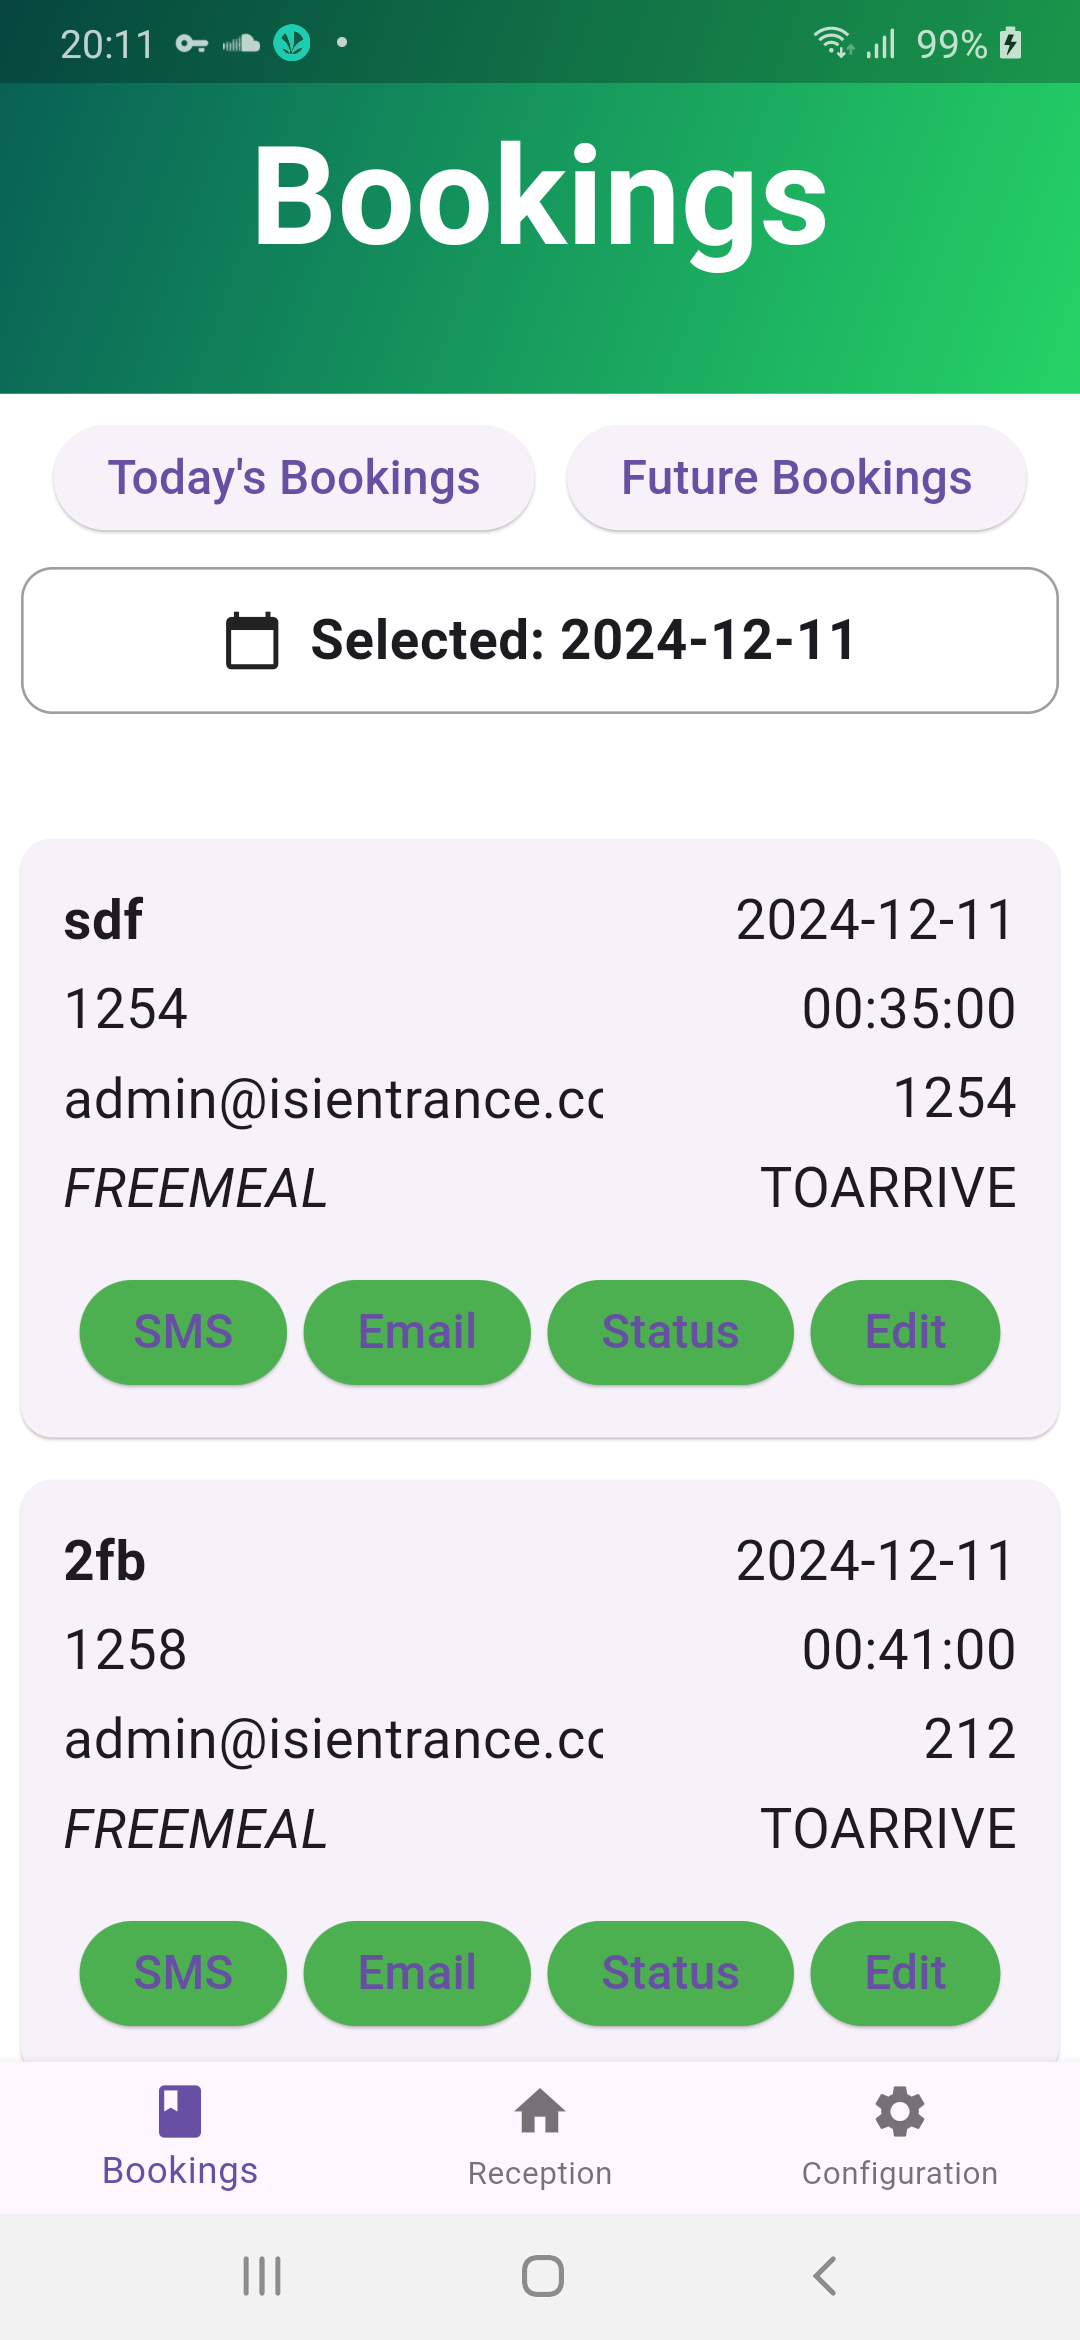 20:11 99%
Bookings
Today's Bookings Future Bookings
Selected: 2024-12-11
sdf 2024-12-11
1254 00:35:00
admin@isientrance.cc 1254
FREEMEAL TOARRIVE
SMS Email Status Edit
2fb 2024-12-11
1258 00:41:00
admin@isientrance.cc 212
FREEMEAL TOARRIVE
SMS Email Status Edit
Bookings Reception Configuration